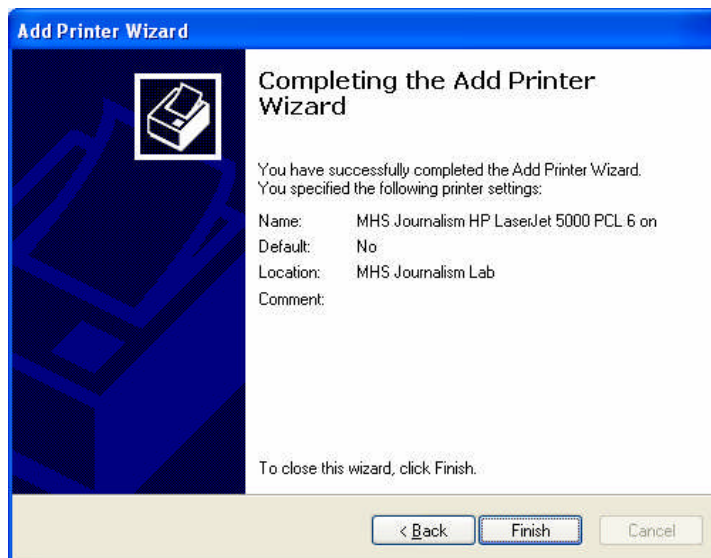 Add Printer Wizard
Completing the Add Printer
Wizard
You have successfully completed the Add Printer Wizard.
You specified the following printer settings:
Name: MHS Journalism HP LaserJet 5000 PCL 6 on
Default: No
Location: MHS Journalism Lab
Comment:
To close this wizard, click Finish.
< Back Finish Cancel